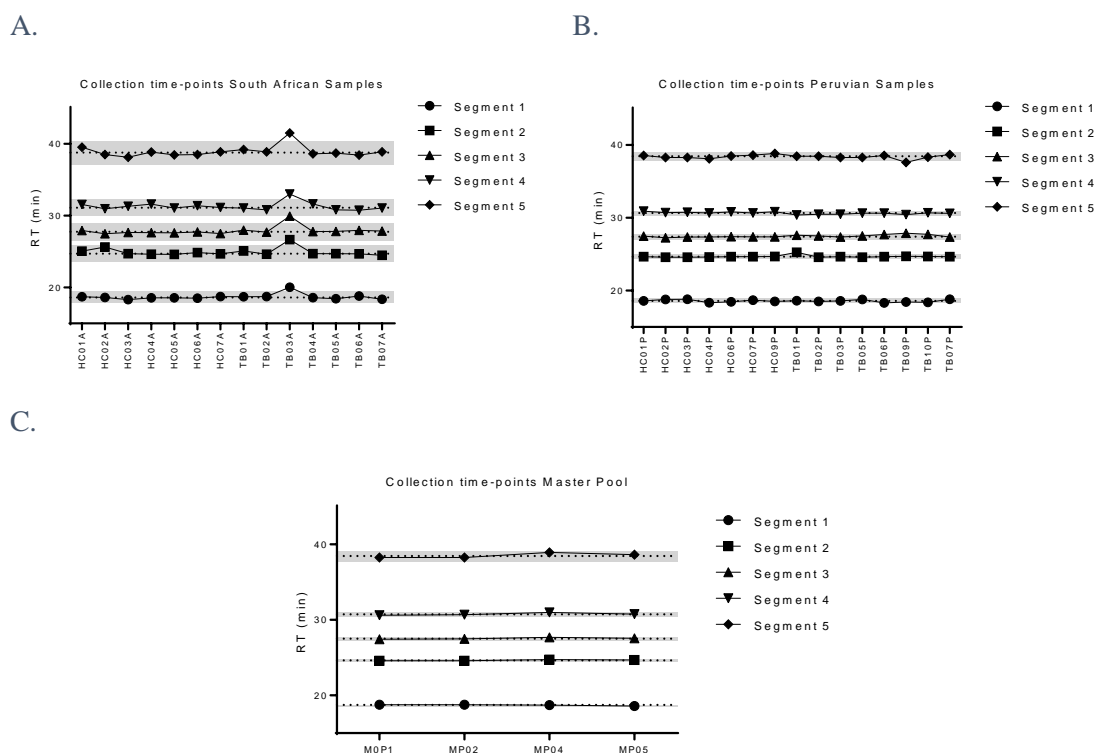 A.
Collection time-points South African Samples
RT (min)
40
30
20
HC01A
HC02A
HC03A
HC04A
HC05A
HC06A
HC07A
TB01A
TB02A
TB03A
TB04A
TB05A
TB06A
TB07A
Segment 1
Segment 2
Segment 3
Segment 4
Segment 5
B.
Collection time-points Peruvian Samples
RT (min)
40
30
20
HC01P
HC02P
HC03P
HC04P
HC06P
HC07P
HC09P
TB01P
TB02P
TB03P
TB05P
TB06P
TB09P
TB10P
TB07P
Segment 1
Segment 2
Segment 3
Segment 4
Segment 5
C.
Collection time-points Master Pool
RT (min)
40
30
20
M0P1
MP02
MP04
MP05
Segment 1
Segment 2
Segment 3
Segment 4
Segment 5